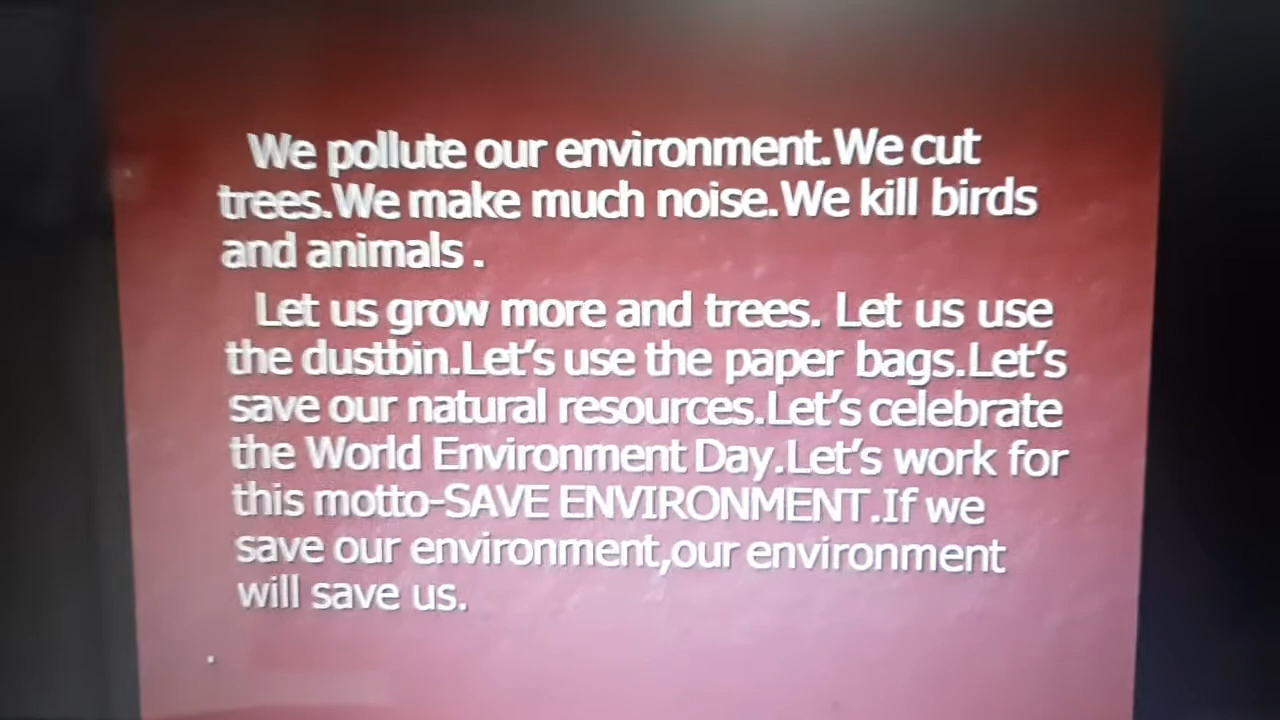 We pollute our environment.We cut
trees.We make much noise.We kill birds
and animals .
Let us grow more and trees. Let us use
the dustbin.Let's use the paper bags.Let's
save our natural resources.Let's celebrate
the World Environment Day.Let's work for
this motto-SAVE ENVIRONMENT.If we
save our environment,our environment
will save us.
.